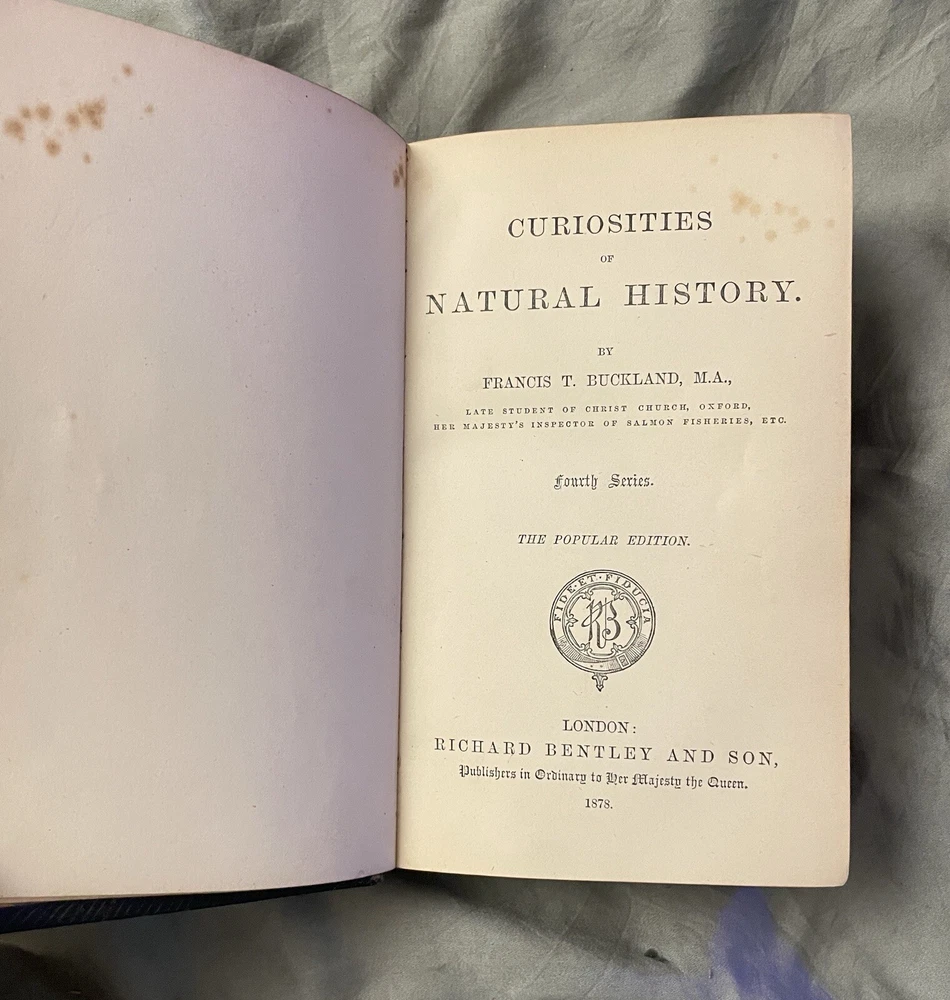 CURIOSITIES
OF
NATURAL HISTORY.
BY
FRANCIS T. BUCKLAND, M.A.,
LATE STUDENT OF CHRIST CHURCH, OXFORD,
HER MAJESTY'S INSPECTOR OF SALMON FISHERIES, ETC.
Fourth Series.
THE POPULAR EDITION.
FIDE·ET·FIDUCIA
RB
LONDON:
RICHARD BENTLEY AND SON,
Publishers in Ordinary to Her Majesty the Queen.
1878.